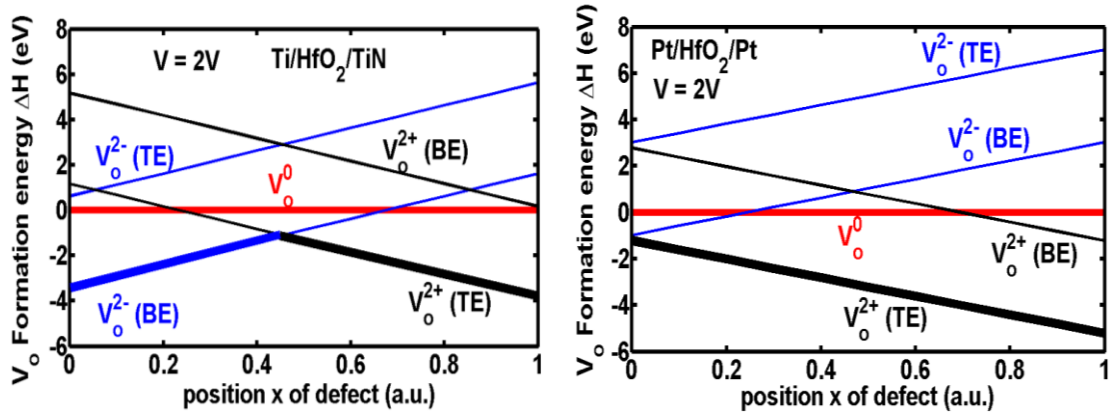 V_o Formation energy ΔH (eV)
8
6
4
2
0
-2
-4
-6
V = 2V
Ti/HfO₂/TiN
V_o^{2-} (TE)
V_o^{2+} (BE)
V_o^0
V_o^{2+} (TE)
V_o^{2-} (BE)
0
0.2
0.4
0.6
0.8
1
position x of defect (a.u.)
V_o Formation energy ΔH (eV)
8
6
4
2
0
-2
-4
-6
Pt/HfO₂/Pt
V = 2V
V_o^{2-} (TE)
V_o^{2-} (BE)
V_o^0
V_o^{2+} (BE)
V_o^{2+} (TE)
0
0.2
0.4
0.6
0.8
1
position x of defect (a.u.)